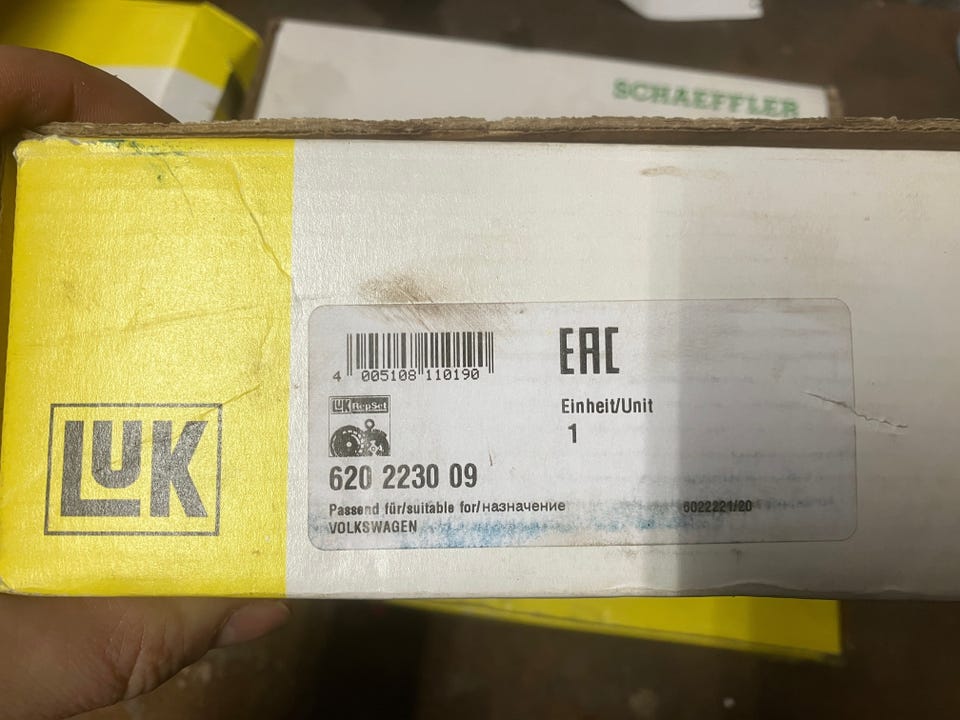 SCHAEFFLER
LUK
4 005108 110190
EAC
LUK RepSet
Einheit/Unit
1
620 2230 09
Passend für/suitable for/назначение
VOLKSWAGEN
6022221/20